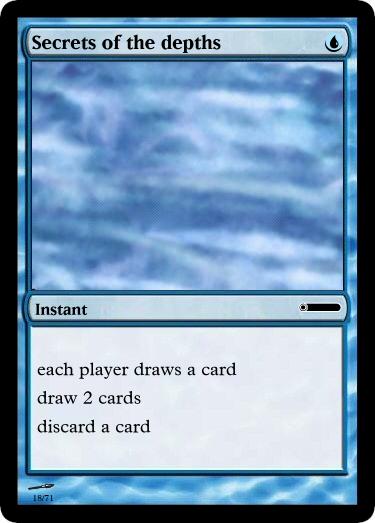 Secrets of the depths
Instant
each player draws a card
draw 2 cards
discard a card
18/71